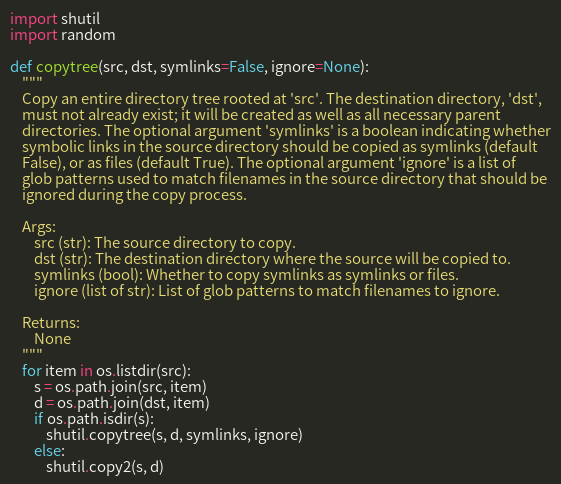 import shutil
import random

def copytree(src, dst, symlinks=False, ignore=None):
    """
    Copy an entire directory tree rooted at 'src'. The destination directory, 'dst',
    must not already exist; it will be created as well as all necessary parent
    directories. The optional argument 'symlinks' is a boolean indicating whether
    symbolic links in the source directory should be copied as symlinks (default
    False), or as files (default True). The optional argument 'ignore' is a list of
    glob patterns used to match filenames in the source directory that should be
    ignored during the copy process.

    Args:
        src (str): The source directory to copy.
        dst (str): The destination directory where the source will be copied to.
        symlinks (bool): Whether to copy symlinks as symlinks or files.
        ignore (list of str): List of glob patterns to match filenames to ignore.

    Returns:
        None
    """
    for item in os.listdir(src):
        s = os.path.join(src, item)
        d = os.path.join(dst, item)
        if os.path.isdir(s):
            shutil.copytree(s, d, symlinks, ignore)
        else:
            shutil.copy2(s, d)